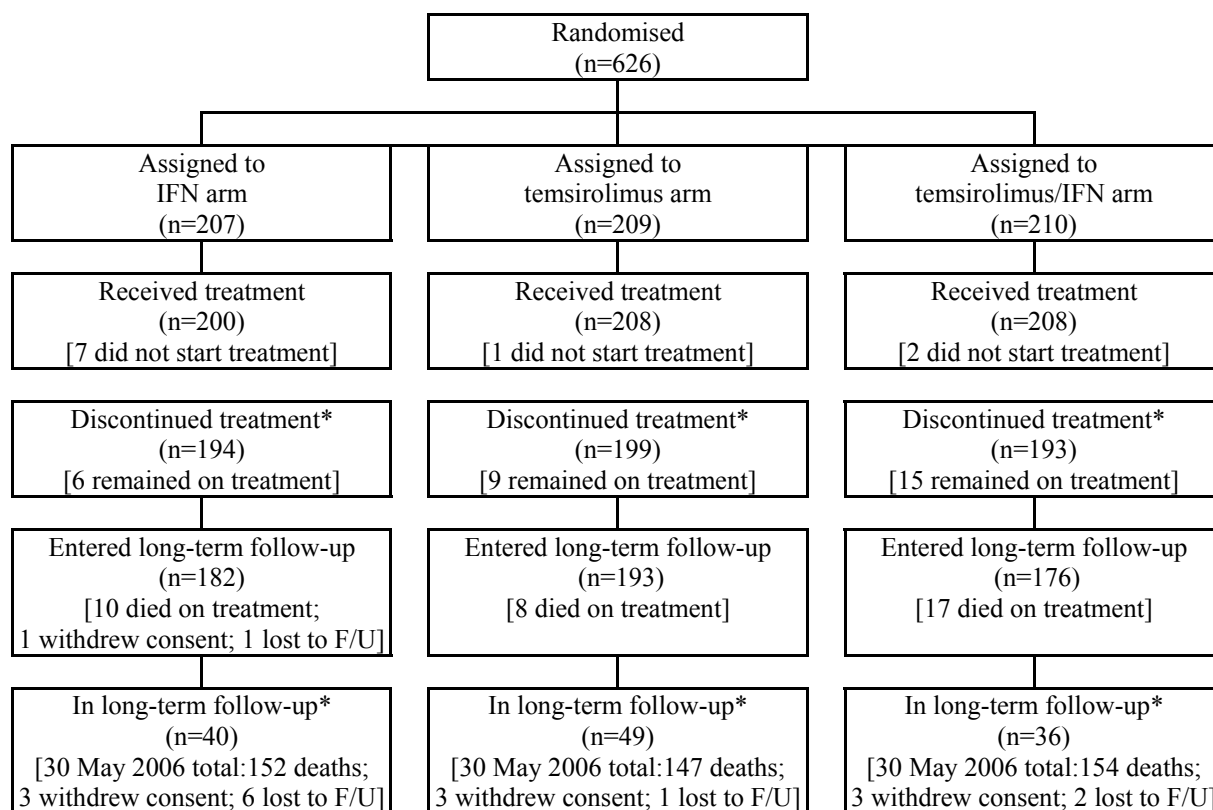 Randomised
(n=626)
Assigned to
IFN arm
(n=207)
Assigned to
temsirolimus arm
(n=209)
Assigned to
temsirolimus/IFN arm
(n=210)
Received treatment
(n=200)
[7 did not start treatment]
Received treatment
(n=208)
[1 did not start treatment]
Received treatment
(n=208)
[2 did not start treatment]
Discontinued treatment*
(n=194)
[6 remained on treatment]
Discontinued treatment*
(n=199)
[9 remained on treatment]
Discontinued treatment*
(n=193)
[15 remained on treatment]
Entered long-term follow-up
(n=182)
[10 died on treatment;
1 withdrew consent; 1 lost to F/U]
Entered long-term follow-up
(n=193)
[8 died on treatment]
Entered long-term follow-up
(n=176)
[17 died on treatment]
In long-term follow-up*
(n=40)
[30 May 2006 total:152 deaths;
3 withdrew consent; 6 lost to F/U]
In long-term follow-up*
(n=49)
[30 May 2006 total:147 deaths;
3 withdrew consent; 1 lost to F/U]
In long-term follow-up*
(n=36)
[30 May 2006 total:154 deaths;
3 withdrew consent; 2 lost to F/U]